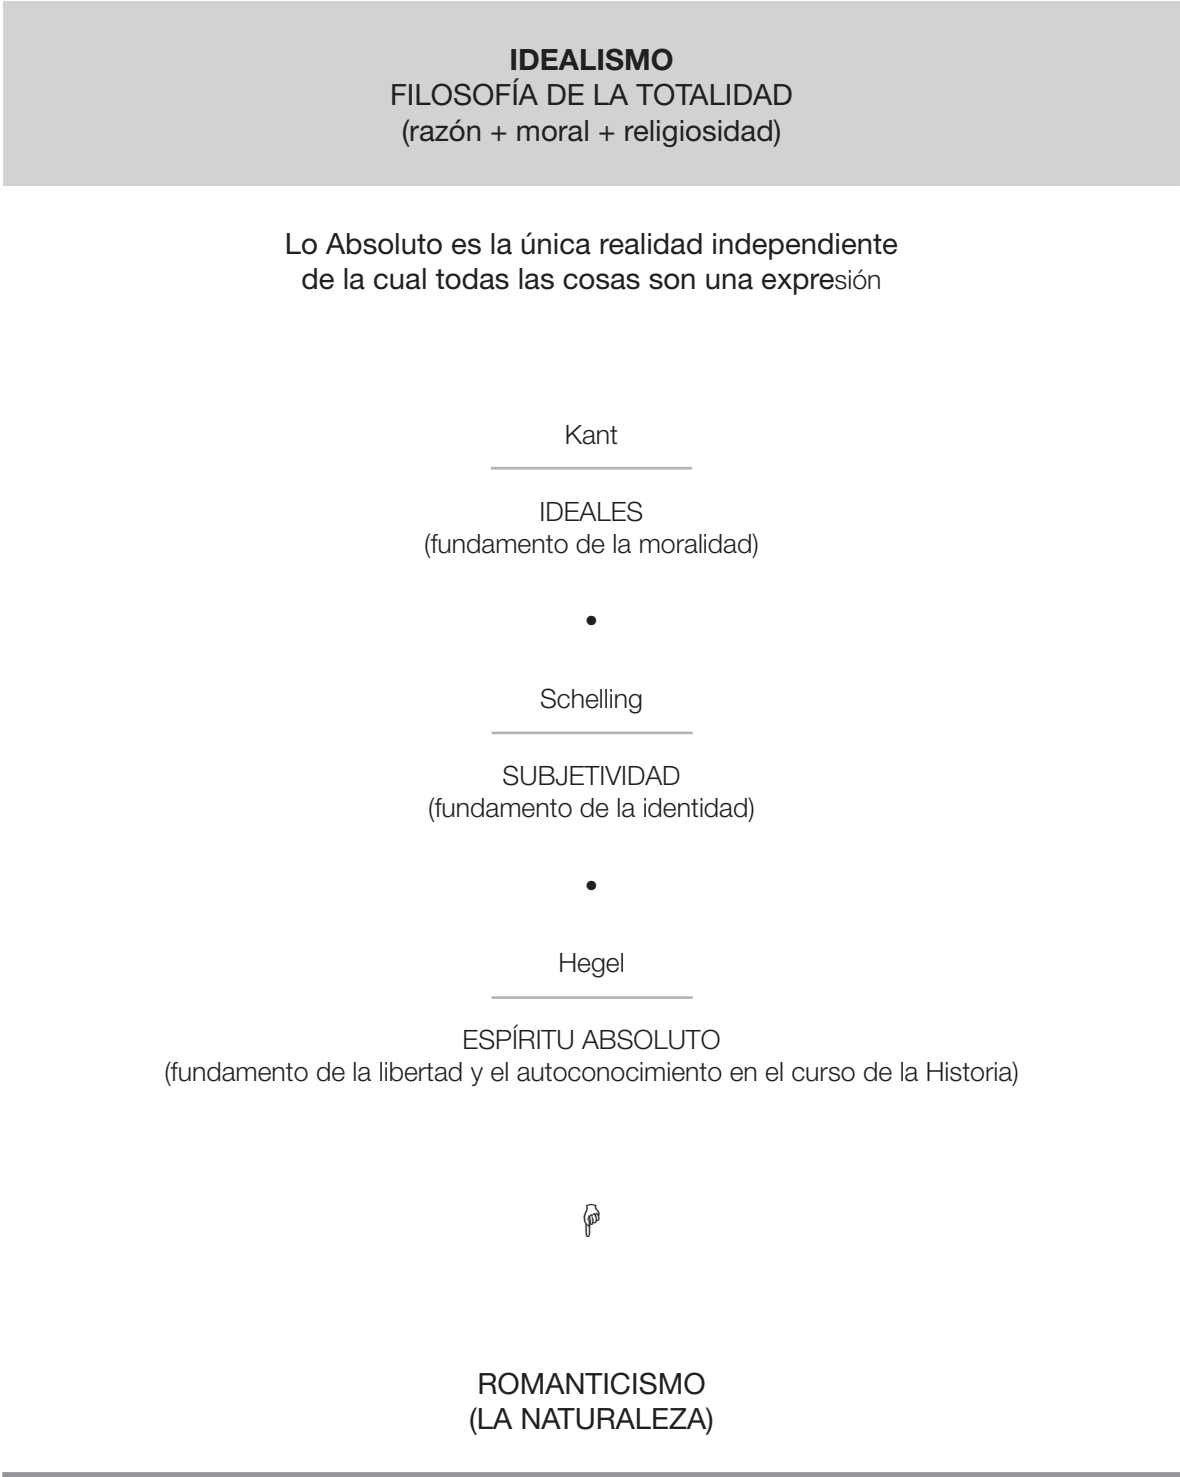 IDEALISMO
FILOSOFÍA DE LA TOTALIDAD
(razón + moral + religiosidad)
Lo Absoluto es la única realidad independiente
de la cual todas las cosas son una expresión
Kant
IDEALES
(fundamento de la moralidad)
•
Schelling
SUBJETIVIDAD
(fundamento de la identidad)
•
Hegel
ESPÍRITU ABSOLUTO
(fundamento de la libertad y el autoconocimiento en el curso de la Historia)
ROMANTICISMO
(LA NATURALEZA)